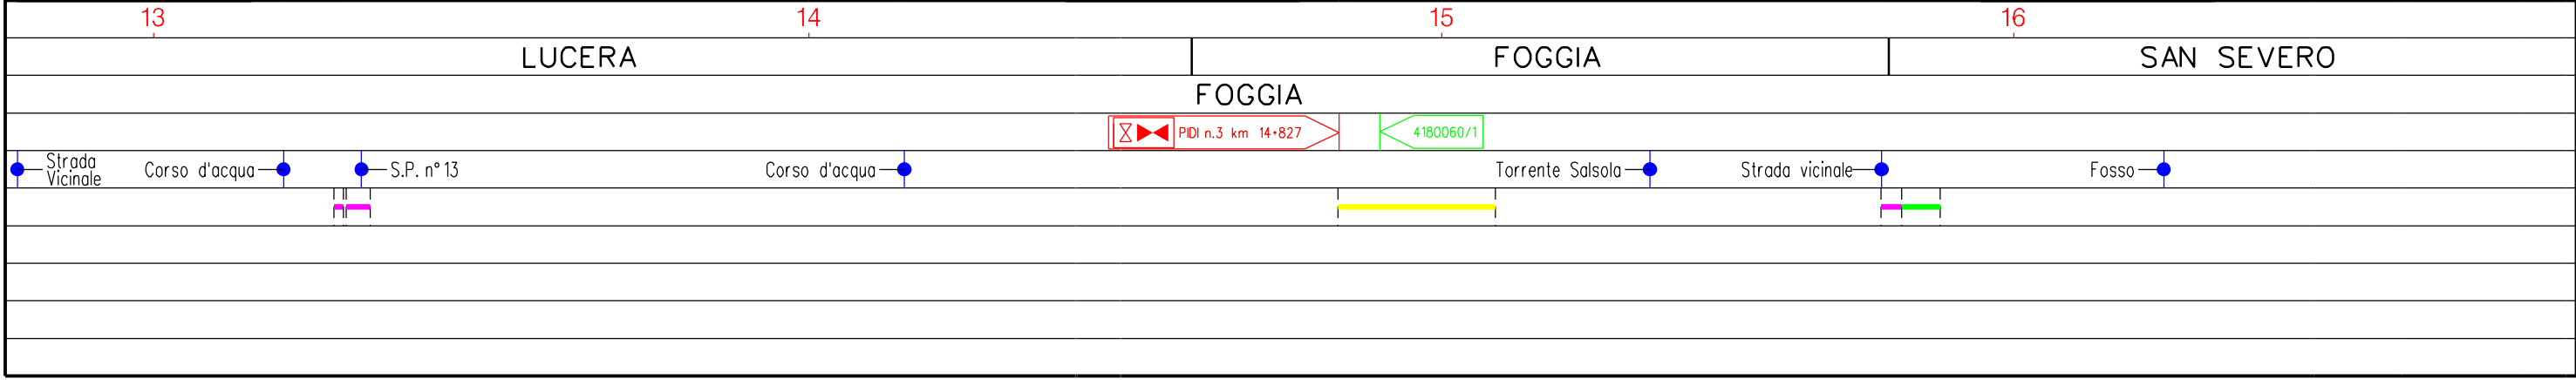 13 14 15 16
LUCERA FOGGIA SAN SEVERO
FOGGIA
PIDI n.3 km 14+827 4180060/1
Strada
Vicinale
Corso d'acqua S.P. n° 13 Corso d'acqua Torrente Salsola Strada vicinale Fosso